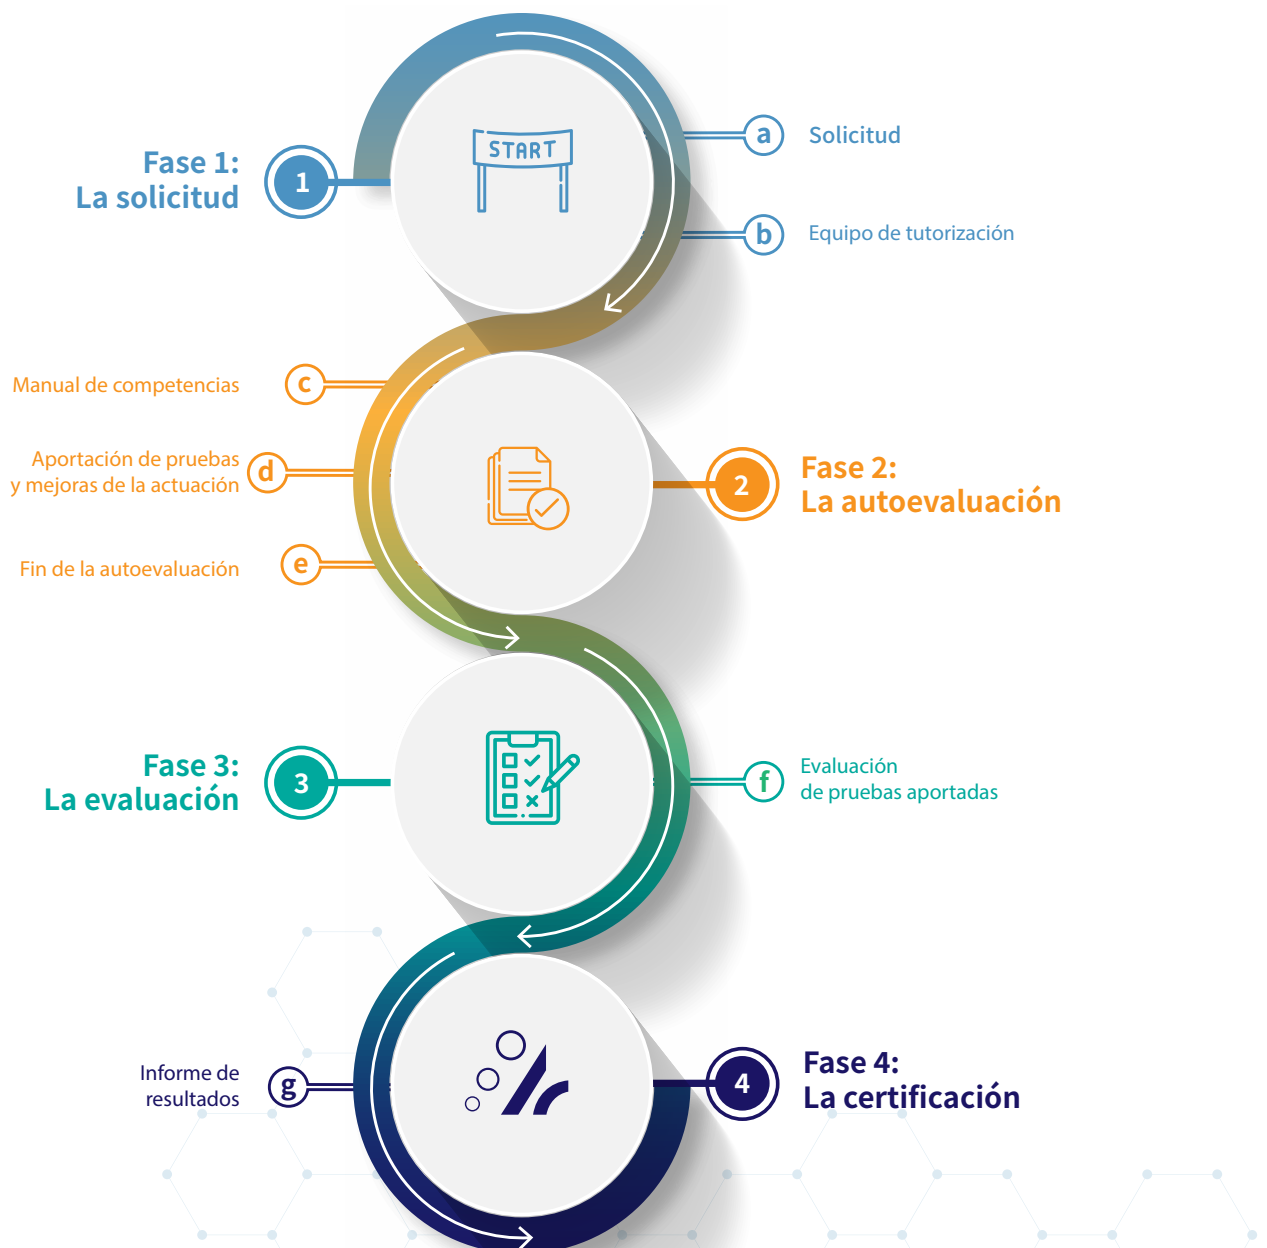 START
Fase 1:
La solicitud
1
a
Solicitud
b
Equipo de tutorización
Manual de competencias
c
Aportación de pruebas
y mejoras de la actuación
d
Fin de la autoevaluación
e
2
Fase 2:
La autoevaluación
Fase 3:
La evaluación
3
f
Evaluación
de pruebas aportadas
Informe de
resultados
g
4
Fase 4:
La certificación